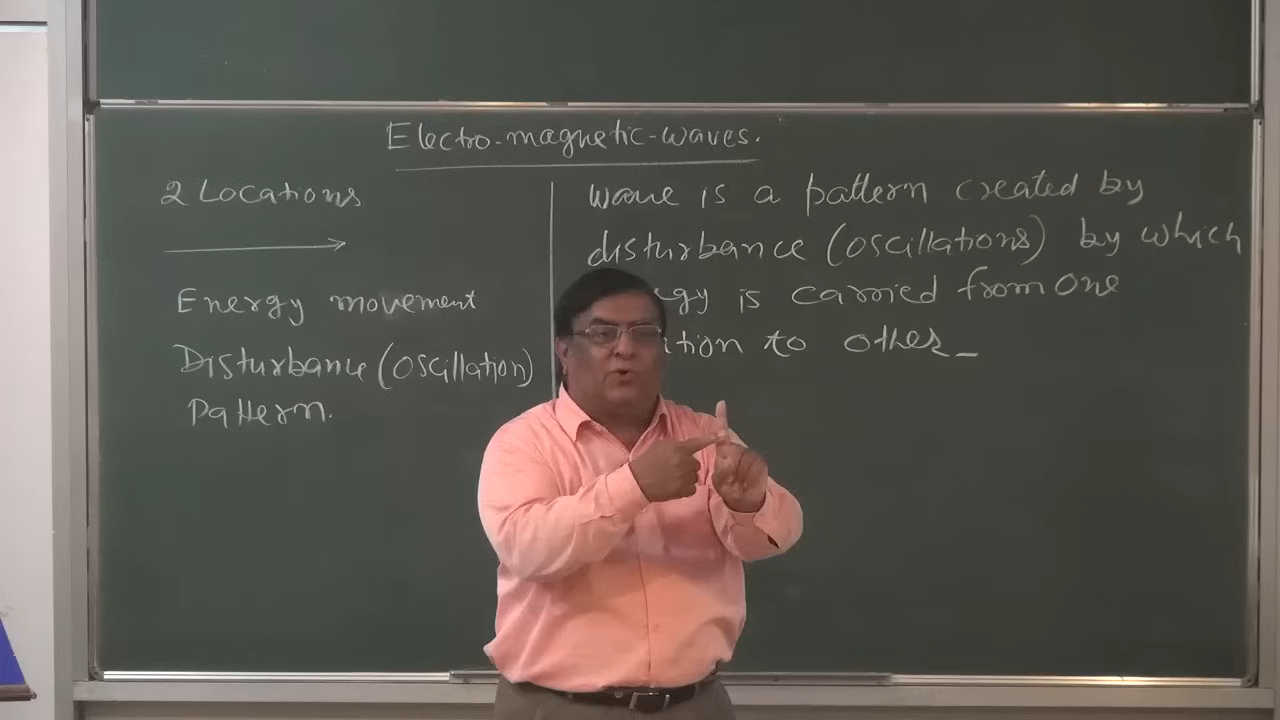 Electro-magnetic-waves.
2 Locations
Energy movement
Disturbance (oscillation)
Pattern.
wave is a pattern created by
disturbance (oscillations) by which
is carried from one
to other